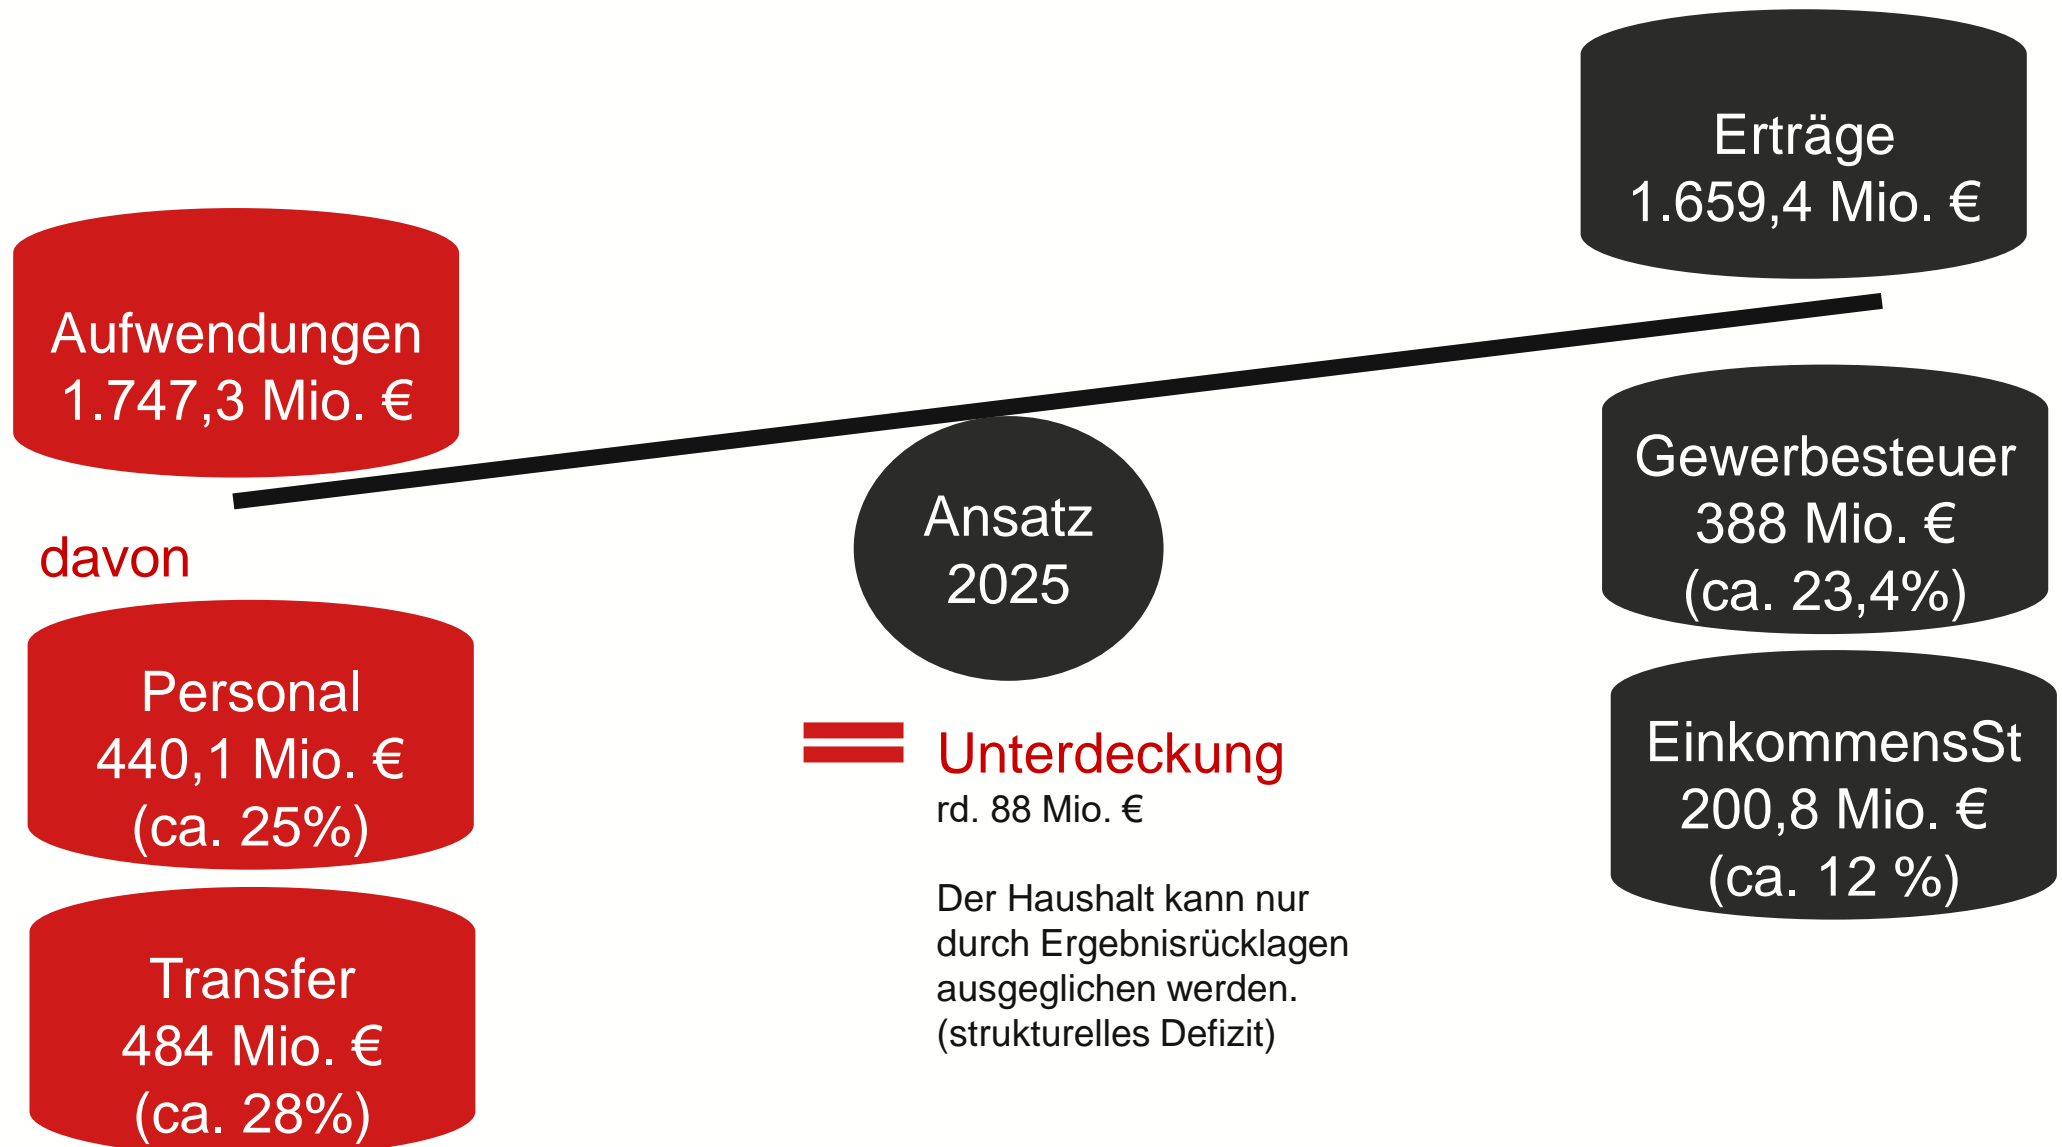 Aufwendungen
1.747,3 Mio. €
davon
Personal
440,1 Mio. €
(ca. 25%)
Transfer
484 Mio. €
(ca. 28%)
Ansatz
2025
Unterdeckung
rd. 88 Mio. €
Der Haushalt kann nur
durch Ergebnisrücklagen
ausgeglichen werden.
(strukturelles Defizit)
Erträge
1.659,4 Mio. €
Gewerbesteuer
388 Mio. €
(ca. 23,4%)
EinkommensSt
200,8 Mio. €
(ca. 12 %)